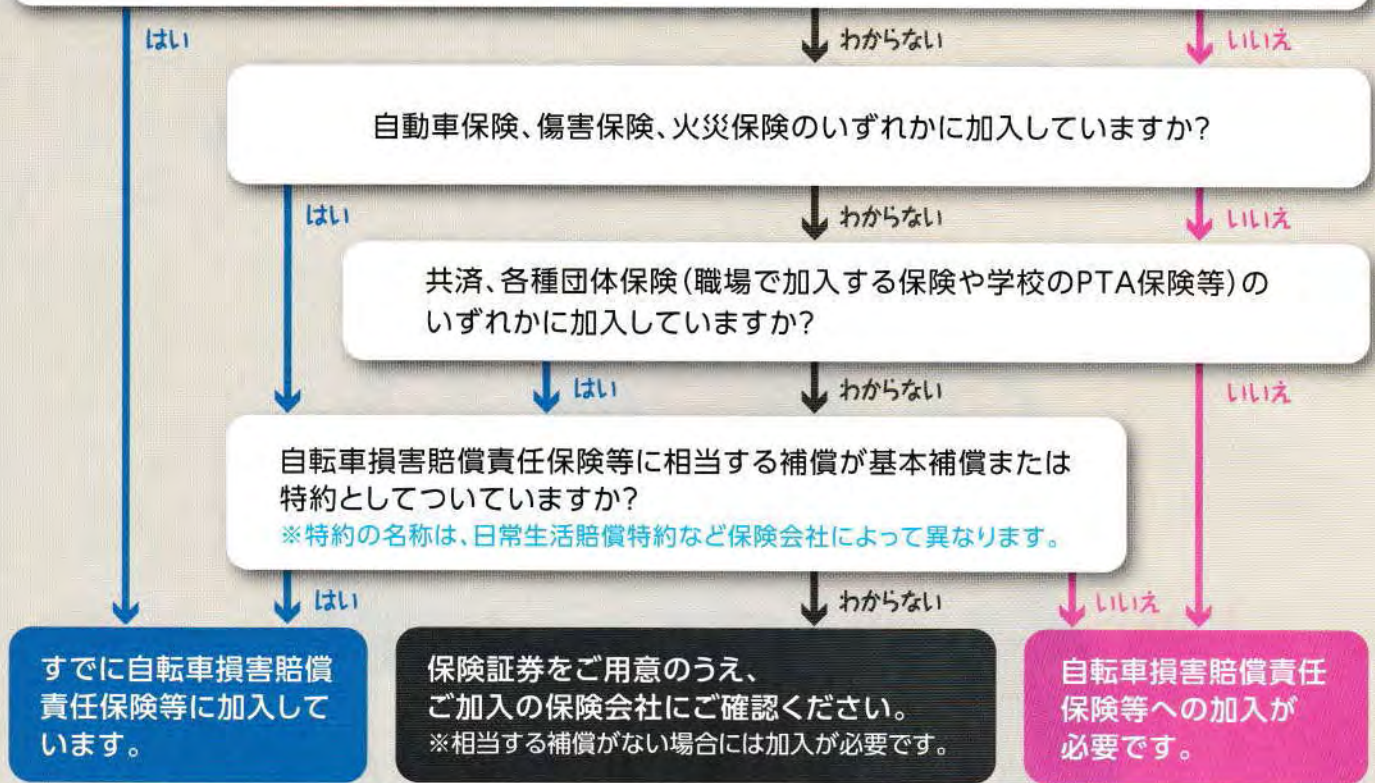 はい
わからない
いいえ
自動車保険、傷害保険、火災保険のいずれかに加入していますか?
はい
わからない
いいえ
共済、各種団体保険(職場で加入する保険や学校のPTA保険等)の
いずれかに加入していますか?
はい
わからない
いいえ
自転車損害賠償責任保険等に相当する補償が基本補償または
特約としてついていますか?
※特約の名称は、日常生活賠償特約など保険会社によって異なります。
はい
わからない
いいえ
すでに自転車損害賠償
責任保険等に加入して
います。
保険証券をご用意のうえ、
ご加入の保険会社にご確認ください。
※相当する補償がない場合には加入が必要です。
自転車損害賠償責任
保険等への加入が
必要です。